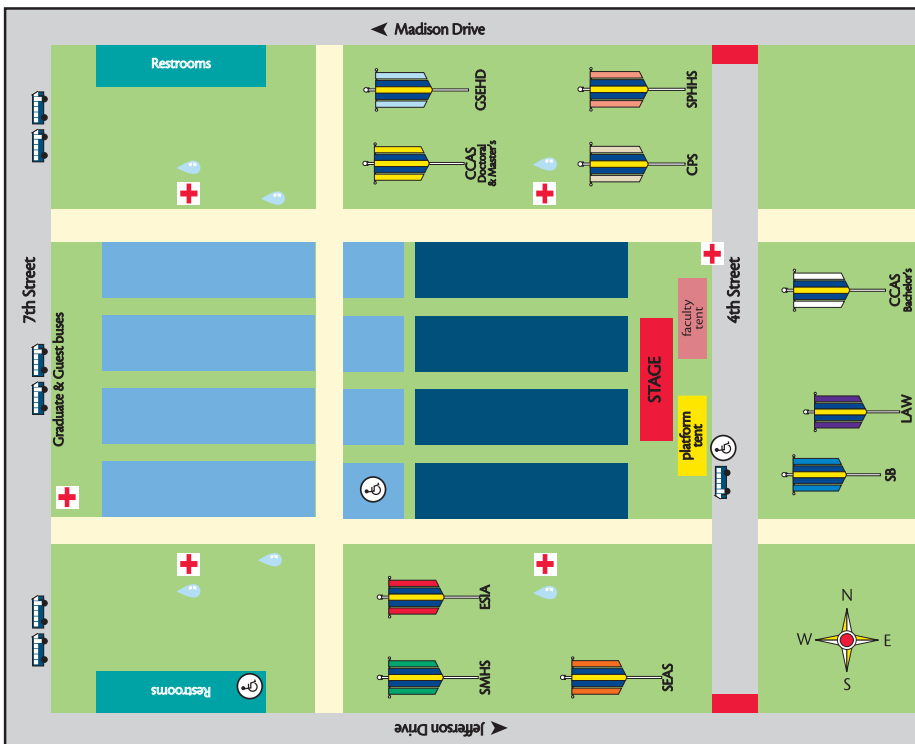 Madison Drive
Restrooms
GSEHD
SPHHS
CCAS
Doctoral
& Master's
CPS
7th Street
Graduate & Guest buses
faculty
tent
STAGE
platform
tent
4th Street
CCAS
Bachelor's
LAW
SB
ESIA
SMHS
SEAS
Restrooms
N
W
E
S
Jefferson Drive